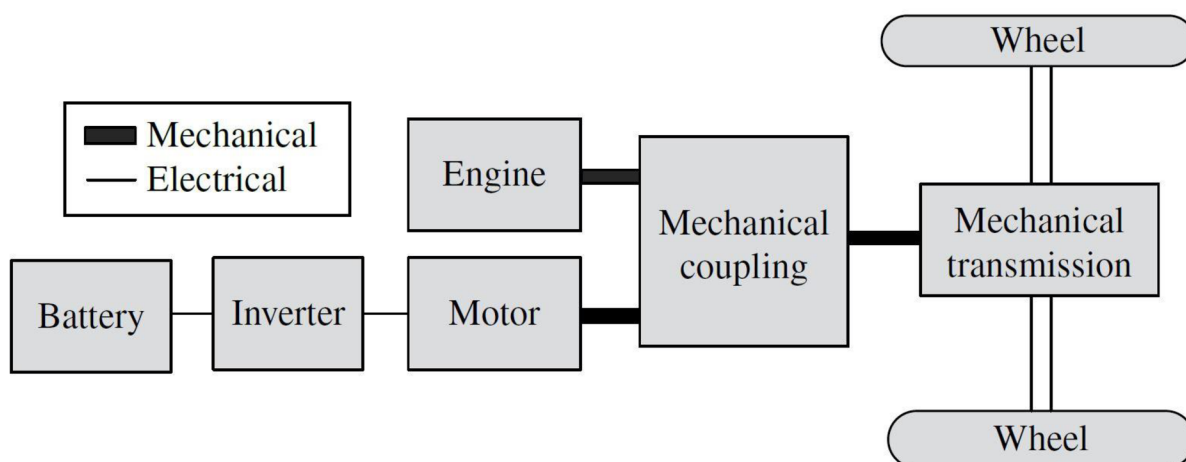 Wheel
Mechanical
Electrical
Engine
Mechanical
coupling
Mechanical
transmission
Battery
Inverter
Motor
Wheel